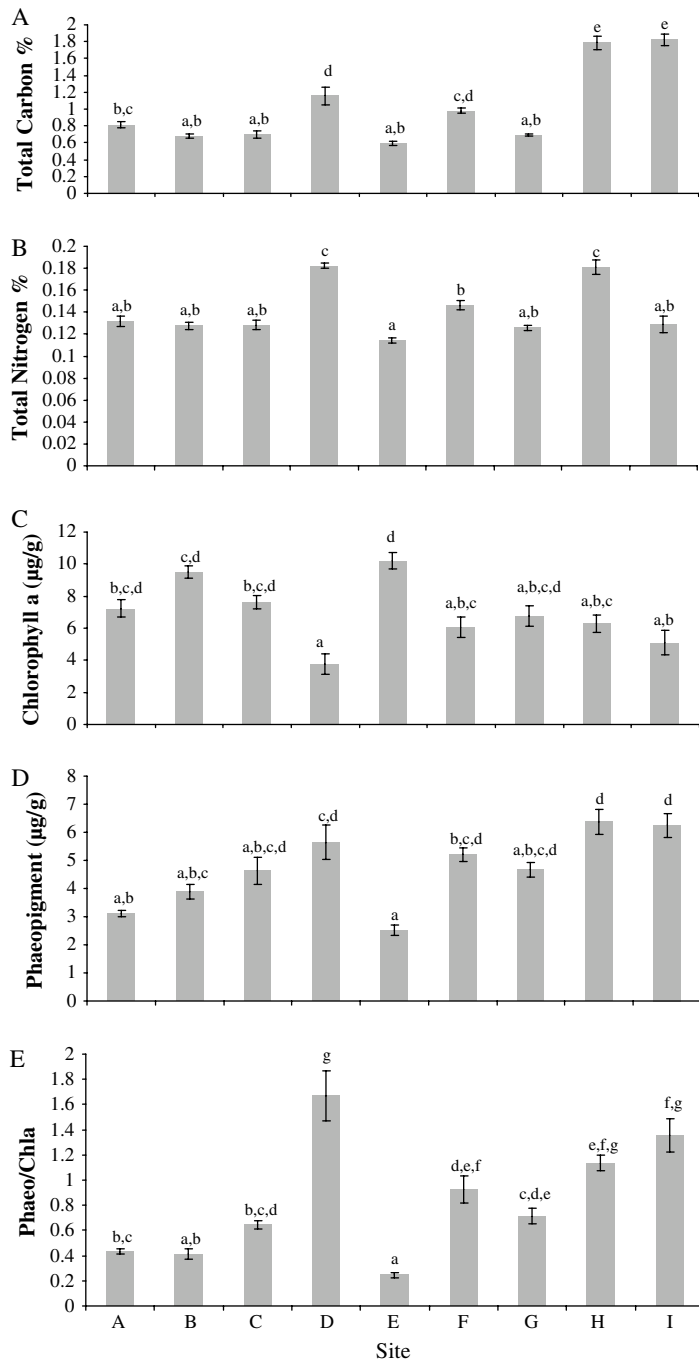 A
Total Carbon %
2
1.8
1.6
1.4
1.2
1
0.8
0.6
0.4
0.2
0
b,c
a,b
a,b
d
a,b
c,d
a,b
e
e
B
Total Nitrogen %
0.2
0.18
0.16
0.14
0.12
0.1
0.08
0.06
0.04
0.02
0
a,b
a,b
a,b
c
a
b
a,b
c
a,b
C
Chlorophyll a (µg/g)
12
10
8
6
4
2
0
b,c,d
c,d
b,c,d
a
d
a,b,c
a,b,c,d
a,b,c
a,b
D
Phaeopigment (µg/g)
8
7
6
5
4
3
2
1
0
a,b
a,b,c
a,b,c,d
c,d
a
b,c,d
a,b,c,d
d
d
E
Phaeo/Chla
2
1.8
1.6
1.4
1.2
1
0.8
0.6
0.4
0.2
0
b,c
a,b
b,c,d
g
a
d,e,f
c,d,e
e,f,g
f,g
A B C D E F G H I
Site